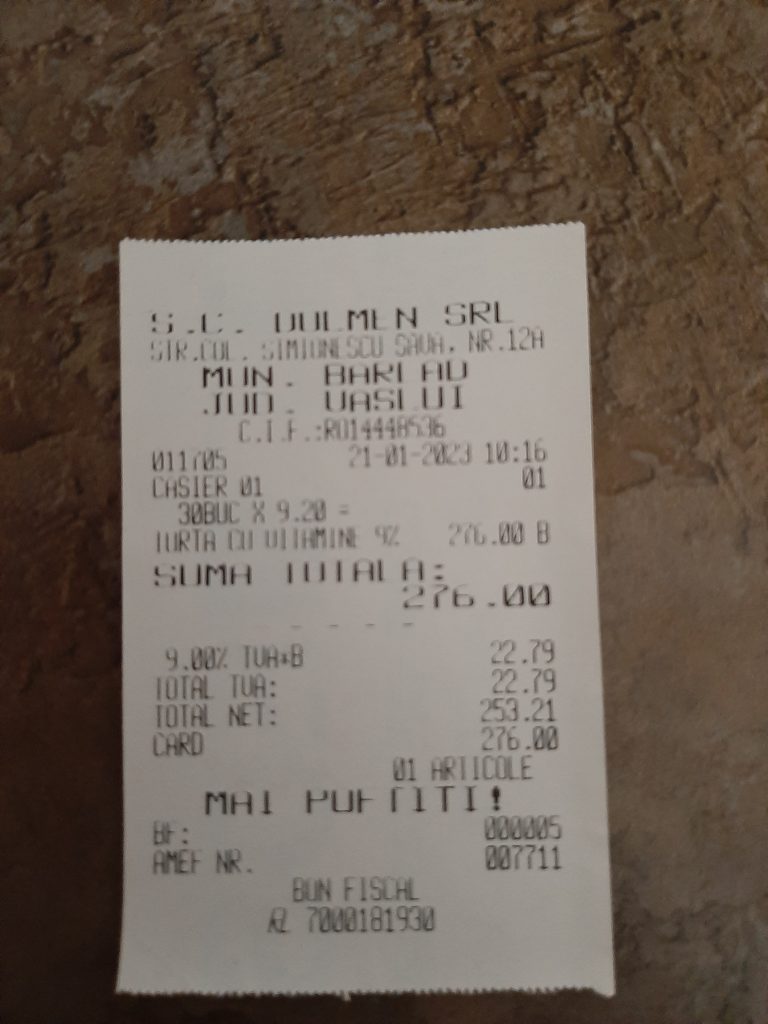 S.C. DOLMEN SRL
STR.COL. SIMIONESCU SAVA, NR.12A
MUN. BARLAD
JUD. VASLUI
C.I.F.:RO14448536
011705 21-01-2023 10:16
CASIER 01 01
30BUC X 9.20 =
TURTA CU VITAMINE 9% 276.00 B
SUMA TOTALA:
276.00
- - - - -
9.00% TVA*B 22.79
TOTAL TVA: 22.79
TOTAL NET: 253.21
CARD 276.00
01 ARTICOLE
MAI POFTITI!
BF: 000005
AMEF NR. 007711
BON FISCAL
7000181930